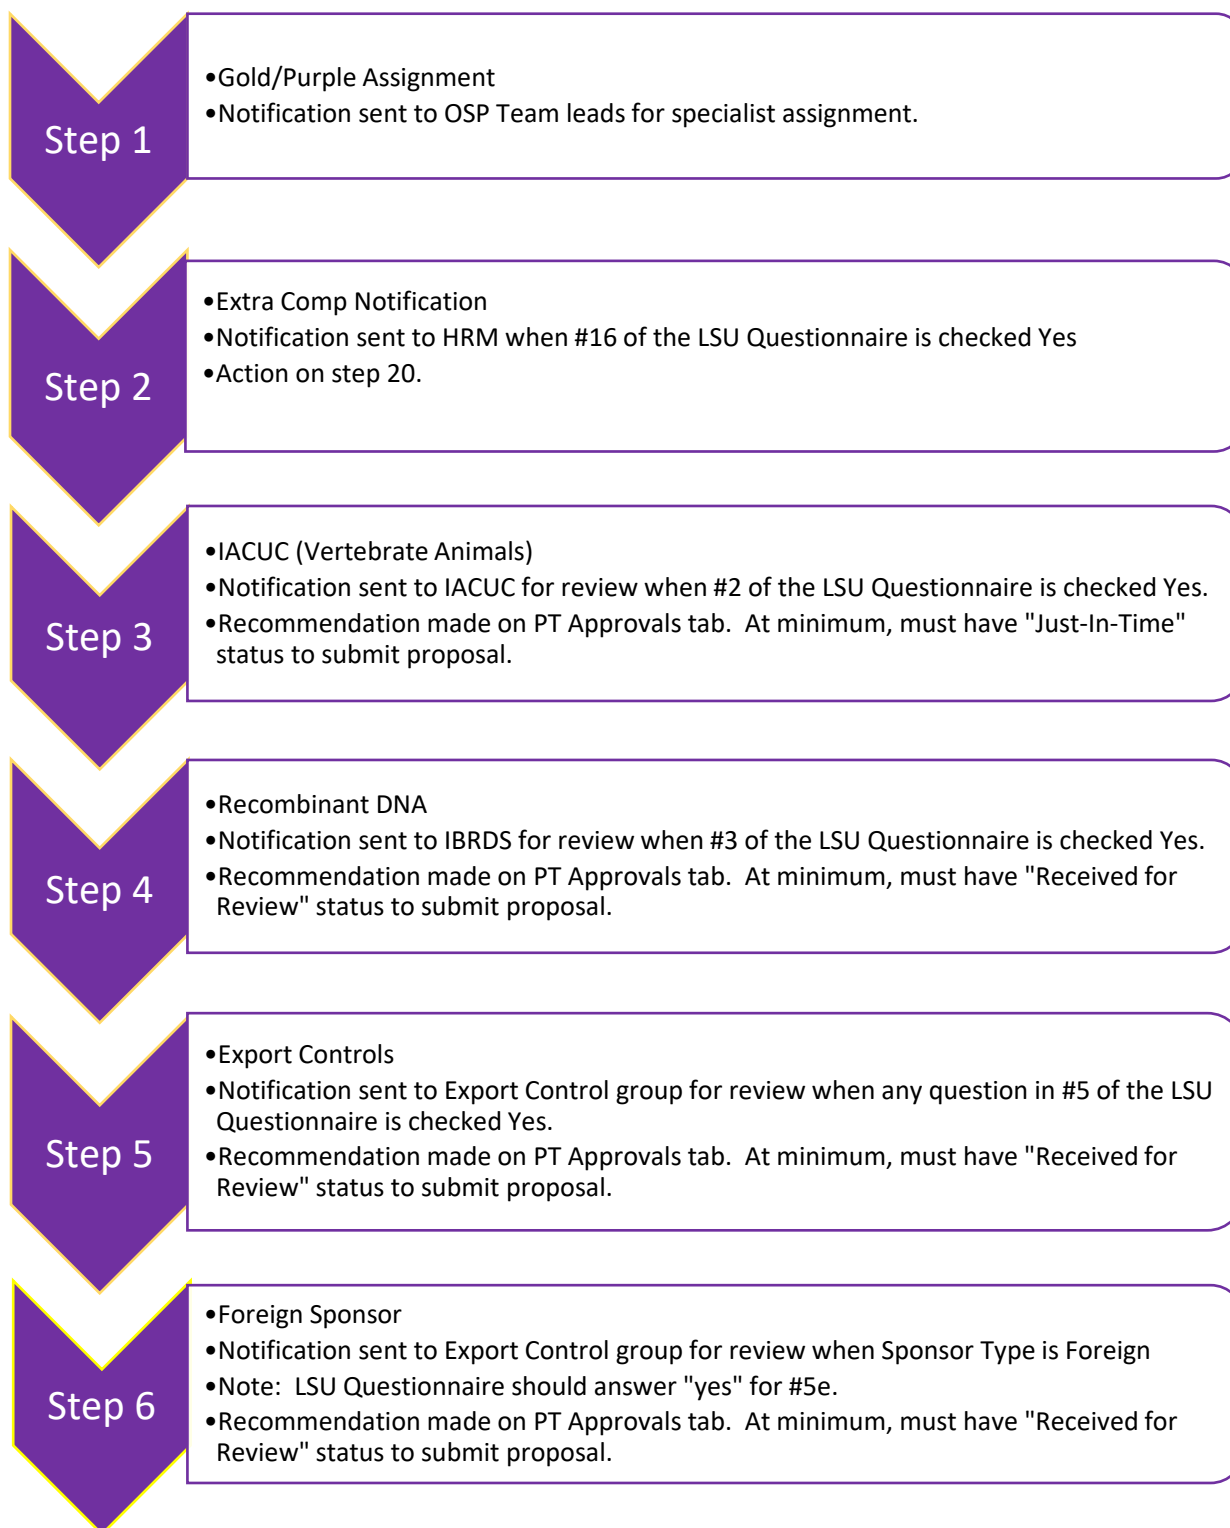 Step 1
•Gold/Purple Assignment
•Notification sent to OSP Team leads for specialist assignment.
Step 2
•Extra Comp Notification
•Notification sent to HRM when #16 of the LSU Questionnaire is checked Yes
•Action on step 20.
Step 3
•IACUC (Vertebrate Animals)
•Notification sent to IACUC for review when #2 of the LSU Questionnaire is checked Yes.
•Recommendation made on PT Approvals tab.  At minimum, must have "Just-In-Time"
status to submit proposal.
Step 4
•Recombinant DNA
•Notification sent to IBRDS for review when #3 of the LSU Questionnaire is checked Yes.
•Recommendation made on PT Approvals tab.  At minimum, must have "Received for
Review" status to submit proposal.
Step 5
•Export Controls
•Notification sent to Export Control group for review when any question in #5 of the LSU
Questionnaire is checked Yes.
•Recommendation made on PT Approvals tab.  At minimum, must have "Received for
Review" status to submit proposal.
Step 6
•Foreign Sponsor
•Notification sent to Export Control group for review when Sponsor Type is Foreign
•Note:  LSU Questionnaire should answer "yes" for #5e.
•Recommendation made on PT Approvals tab.  At minimum, must have "Received for
Review" status to submit proposal.